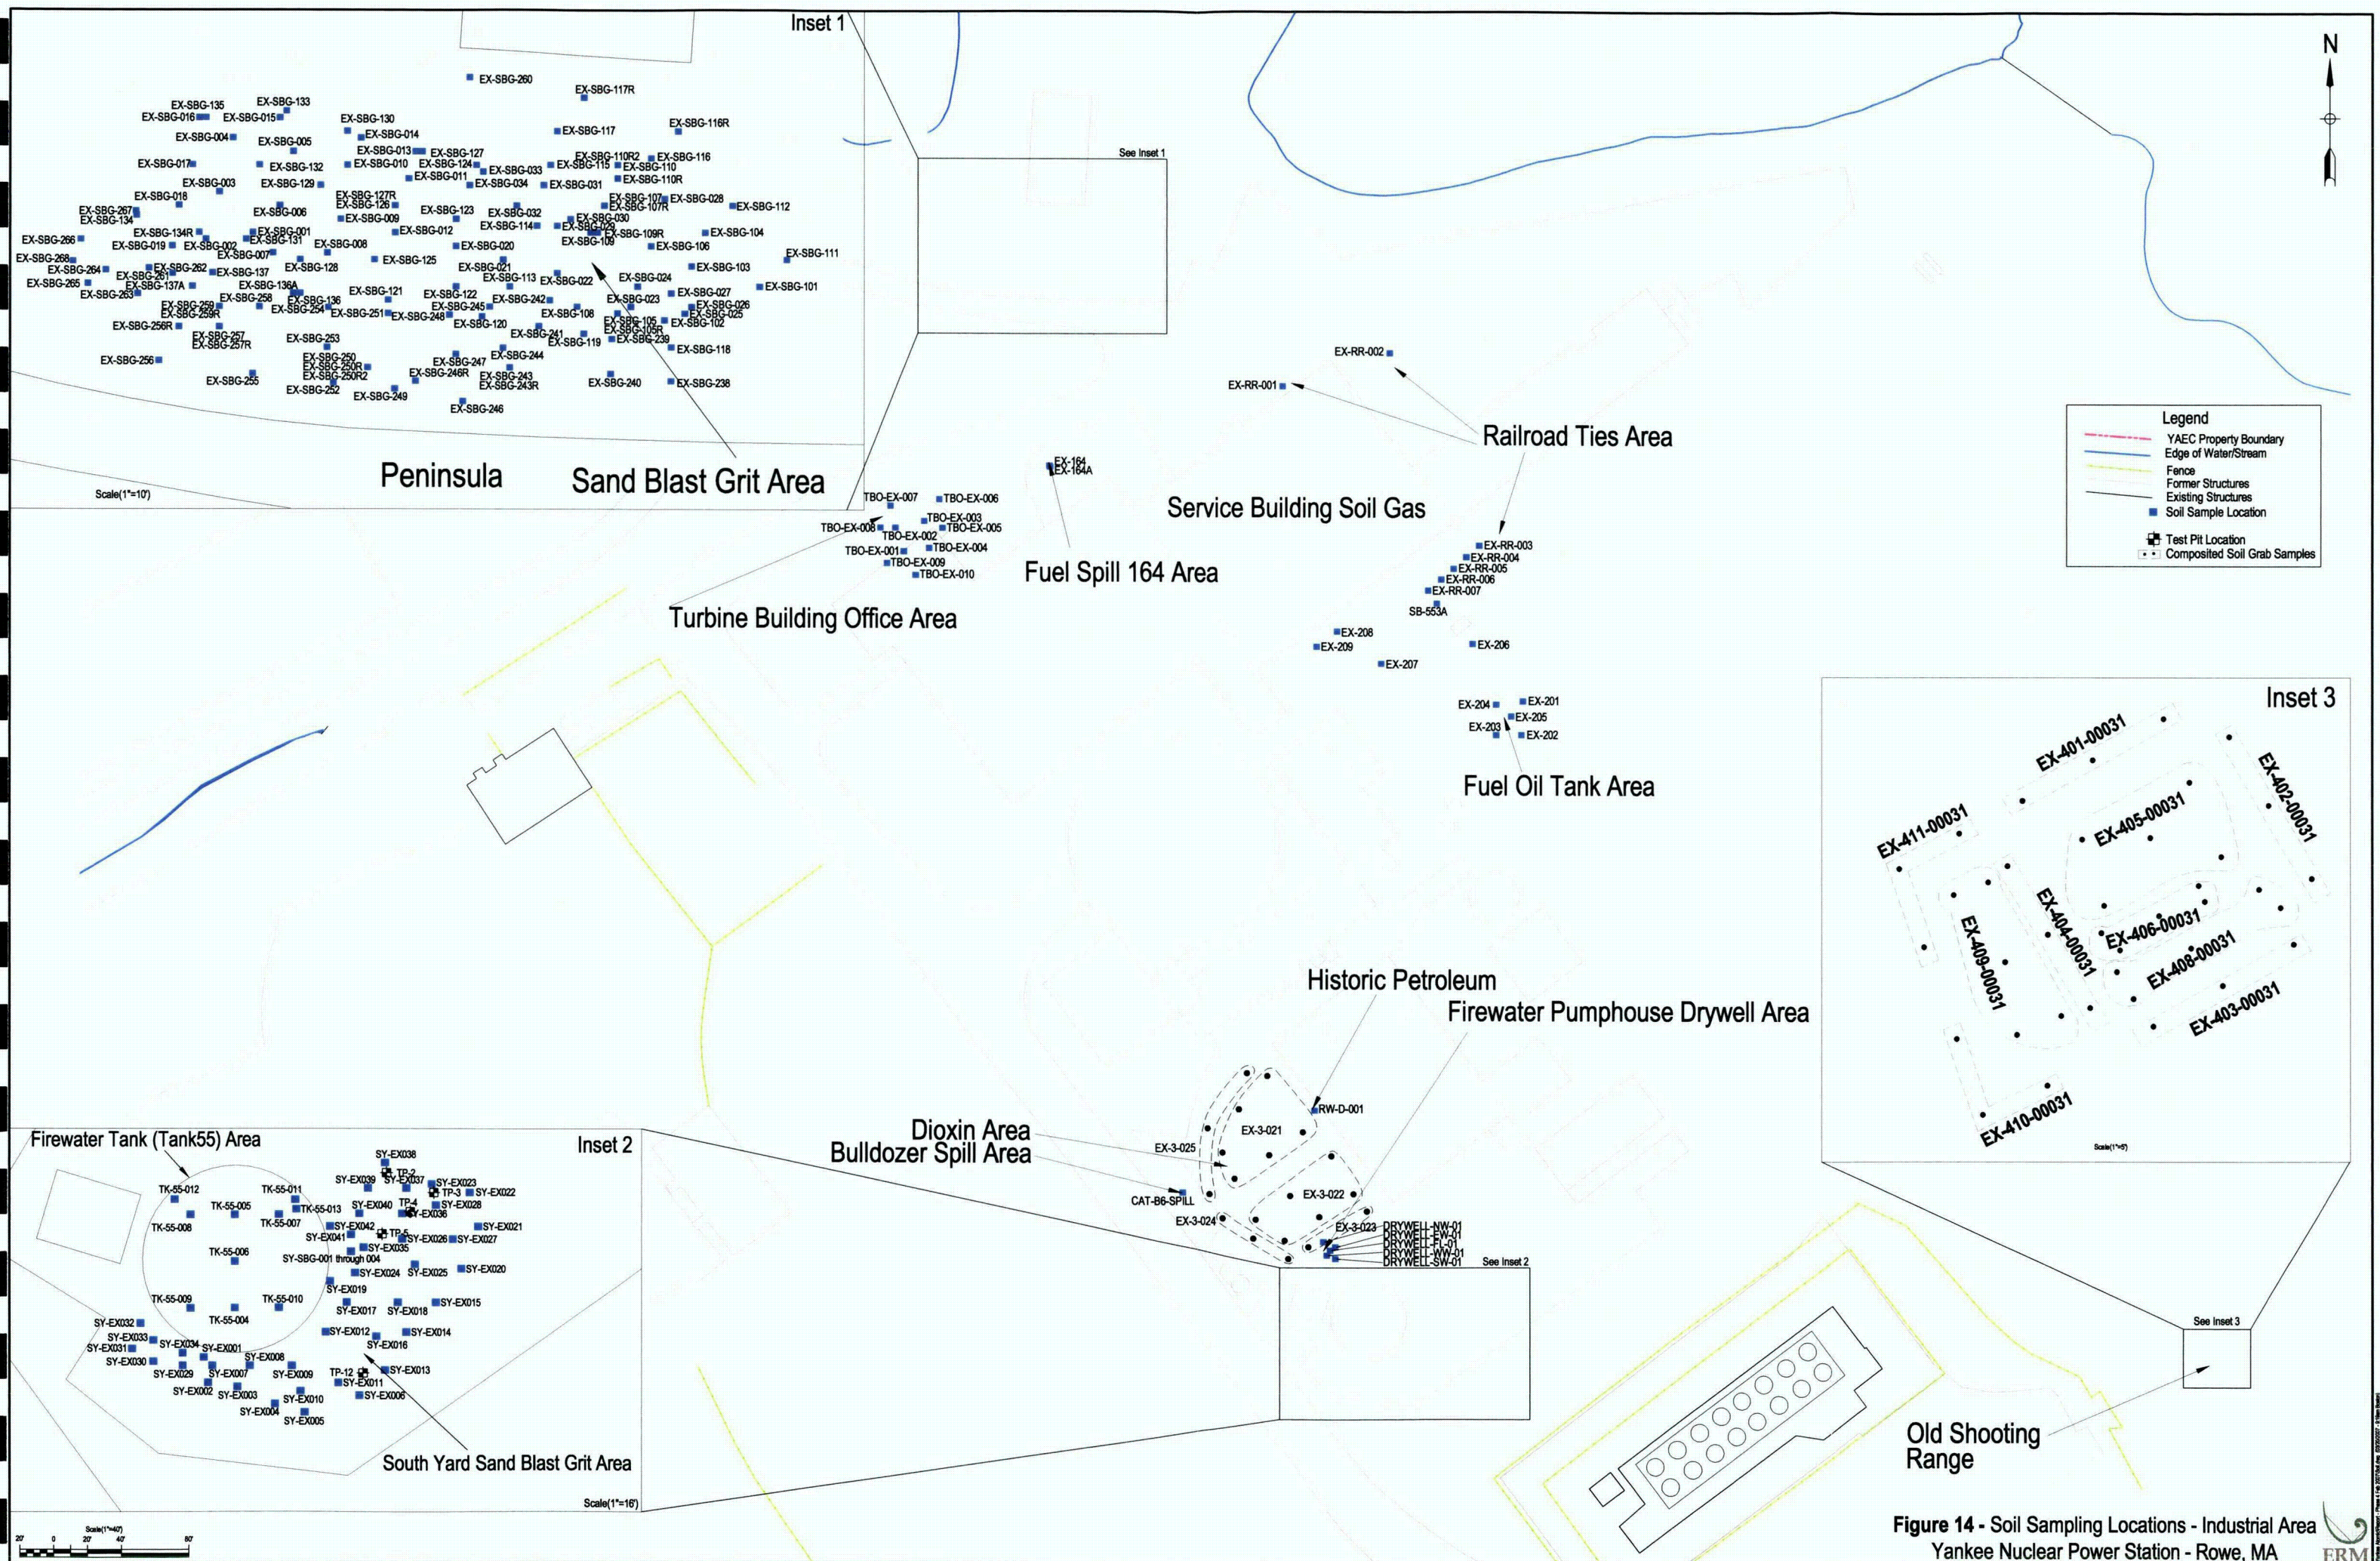 Inset 1
EX-SBG-260
EX-SBG-117R
EX-SBG-135
EX-SBG-133
EX-SBG-016
EX-SBG-015
EX-SBG-130
EX-SBG-117
EX-SBG-116R
EX-SBG-004
EX-SBG-014
EX-SBG-005
EX-SBG-013
EX-SBG-127
EX-SBG-110R2
EX-SBG-116
EX-SBG-017
EX-SBG-132
EX-SBG-010
EX-SBG-124
EX-SBG-033
EX-SBG-115
EX-SBG-110
EX-SBG-003
EX-SBG-129
EX-SBG-011
EX-SBG-034
EX-SBG-031
EX-SBG-110R
EX-SBG-018
EX-SBG-127R
EX-SBG-126
EX-SBG-107
EX-SBG-107R
EX-SBG-028
EX-SBG-112
EX-SBG-267
EX-SBG-134
EX-SBG-006
EX-SBG-009
EX-SBG-123
EX-SBG-032
EX-SBG-030
EX-SBG-134R
EX-SBG-001
EX-SBG-012
EX-SBG-114
EX-SBG-029
EX-SBG-109R
EX-SBG-104
EX-SBG-266
EX-SBG-019
EX-SBG-002
EX-SBG-131
EX-SBG-008
EX-SBG-020
EX-SBG-109
EX-SBG-106
EX-SBG-268
EX-SBG-007
EX-SBG-125
EX-SBG-111
EX-SBG-264
EX-SBG-262
EX-SBG-128
EX-SBG-021
EX-SBG-103
EX-SBG-261
EX-SBG-137
EX-SBG-113
EX-SBG-022
EX-SBG-024
EX-SBG-265
EX-SBG-137A
EX-SBG-136A
EX-SBG-101
EX-SBG-263
EX-SBG-258
EX-SBG-136
EX-SBG-121
EX-SBG-122
EX-SBG-242
EX-SBG-023
EX-SBG-027
EX-SBG-259
EX-SBG-259R
EX-SBG-254
EX-SBG-251
EX-SBG-248
EX-SBG-245
EX-SBG-108
EX-SBG-026
EX-SBG-025
EX-SBG-256R
EX-SBG-120
EX-SBG-105
EX-SBG-105R
EX-SBG-102
EX-SBG-257
EX-SBG-257R
EX-SBG-253
EX-SBG-241
EX-SBG-119
EX-SBG-239
EX-SBG-256
EX-SBG-250
EX-SBG-250R
EX-SBG-250R2
EX-SBG-247
EX-SBG-244
EX-SBG-118
EX-SBG-255
EX-SBG-252
EX-SBG-249
EX-SBG-246R
EX-SBG-243
EX-SBG-243R
EX-SBG-240
EX-SBG-238
EX-SBG-246
Peninsula
Sand Blast Grit Area
Scale(1"=10')
See Inset 1
N
EX-RR-002
EX-RR-001
Railroad Ties Area
Legend
YAEC Property Boundary
Edge of Water/Stream
Fence
Former Structures
Existing Structures
Soil Sample Location
Test Pit Location
Composited Soil Grab Samples
EX-164
EX-164A
Fuel Spill 164 Area
Service Building Soil Gas
TBO-EX-007
TBO-EX-006
TBO-EX-003
TBO-EX-008
TBO-EX-005
TBO-EX-002
TBO-EX-001
TBO-EX-004
TBO-EX-009
TBO-EX-010
Turbine Building Office Area
EX-RR-003
EX-RR-004
EX-RR-005
EX-RR-006
EX-RR-007
SB-553A
EX-208
EX-209
EX-206
EX-207
EX-204
EX-201
EX-205
EX-203
EX-202
Fuel Oil Tank Area
Inset 3
EX-401-00031
EX-402-00031
EX-405-00031
EX-411-00031
EX-404-00031
EX-406-00031
EX-409-00031
EX-408-00031
EX-403-00031
EX-410-00031
Scale(1"=5')
Historic Petroleum
Firewater Pumphouse Drywell Area
Dioxin Area
Bulldozer Spill Area
RW-D-001
EX-3-021
EX-3-025
EX-3-022
CAT-B6-SPILL
EX-3-024
EX-3-023
DRYWELL-NW-01
DRYWELL-EW-01
DRYWELL-FL-01
DRYWELL-WW-01
DRYWELL-SW-01
See Inset 2
Firewater Tank (Tank55) Area
Inset 2
SY-EX038
TP-2
TK-55-012
TK-55-011
SY-EX039
SY-EX037
SY-EX023
TP-3
SY-EX022
TK-55-005
TK-55-013
SY-EX040
TP-4
SY-EX028
TK-55-008
TK-55-007
SY-EX036
SY-EX042
SY-EX021
SY-EX041
TP-5
SY-EX026
SY-EX027
TK-55-006
SY-EX035
SY-SBG-001 through 004
SY-EX024
SY-EX025
SY-EX020
SY-EX019
TK-55-009
TK-55-010
SY-EX017
SY-EX018
SY-EX015
TK-55-004
SY-EX032
SY-EX012
SY-EX014
SY-EX033
SY-EX016
SY-EX031
SY-EX034
SY-EX001
SY-EX030
SY-EX008
SY-EX029
SY-EX007
SY-EX009
TP-12
SY-EX013
SY-EX002
SY-EX003
SY-EX011
SY-EX010
SY-EX006
SY-EX004
SY-EX005
South Yard Sand Blast Grit Area
Scale(1"=16')
Scale(1"=40')
20' 0 20' 40' 80'
See Inset 3
Old Shooting
Range
Figure 14 - Soil Sampling Locations - Industrial Area
Yankee Nuclear Power Station - Rowe, MA
ERM